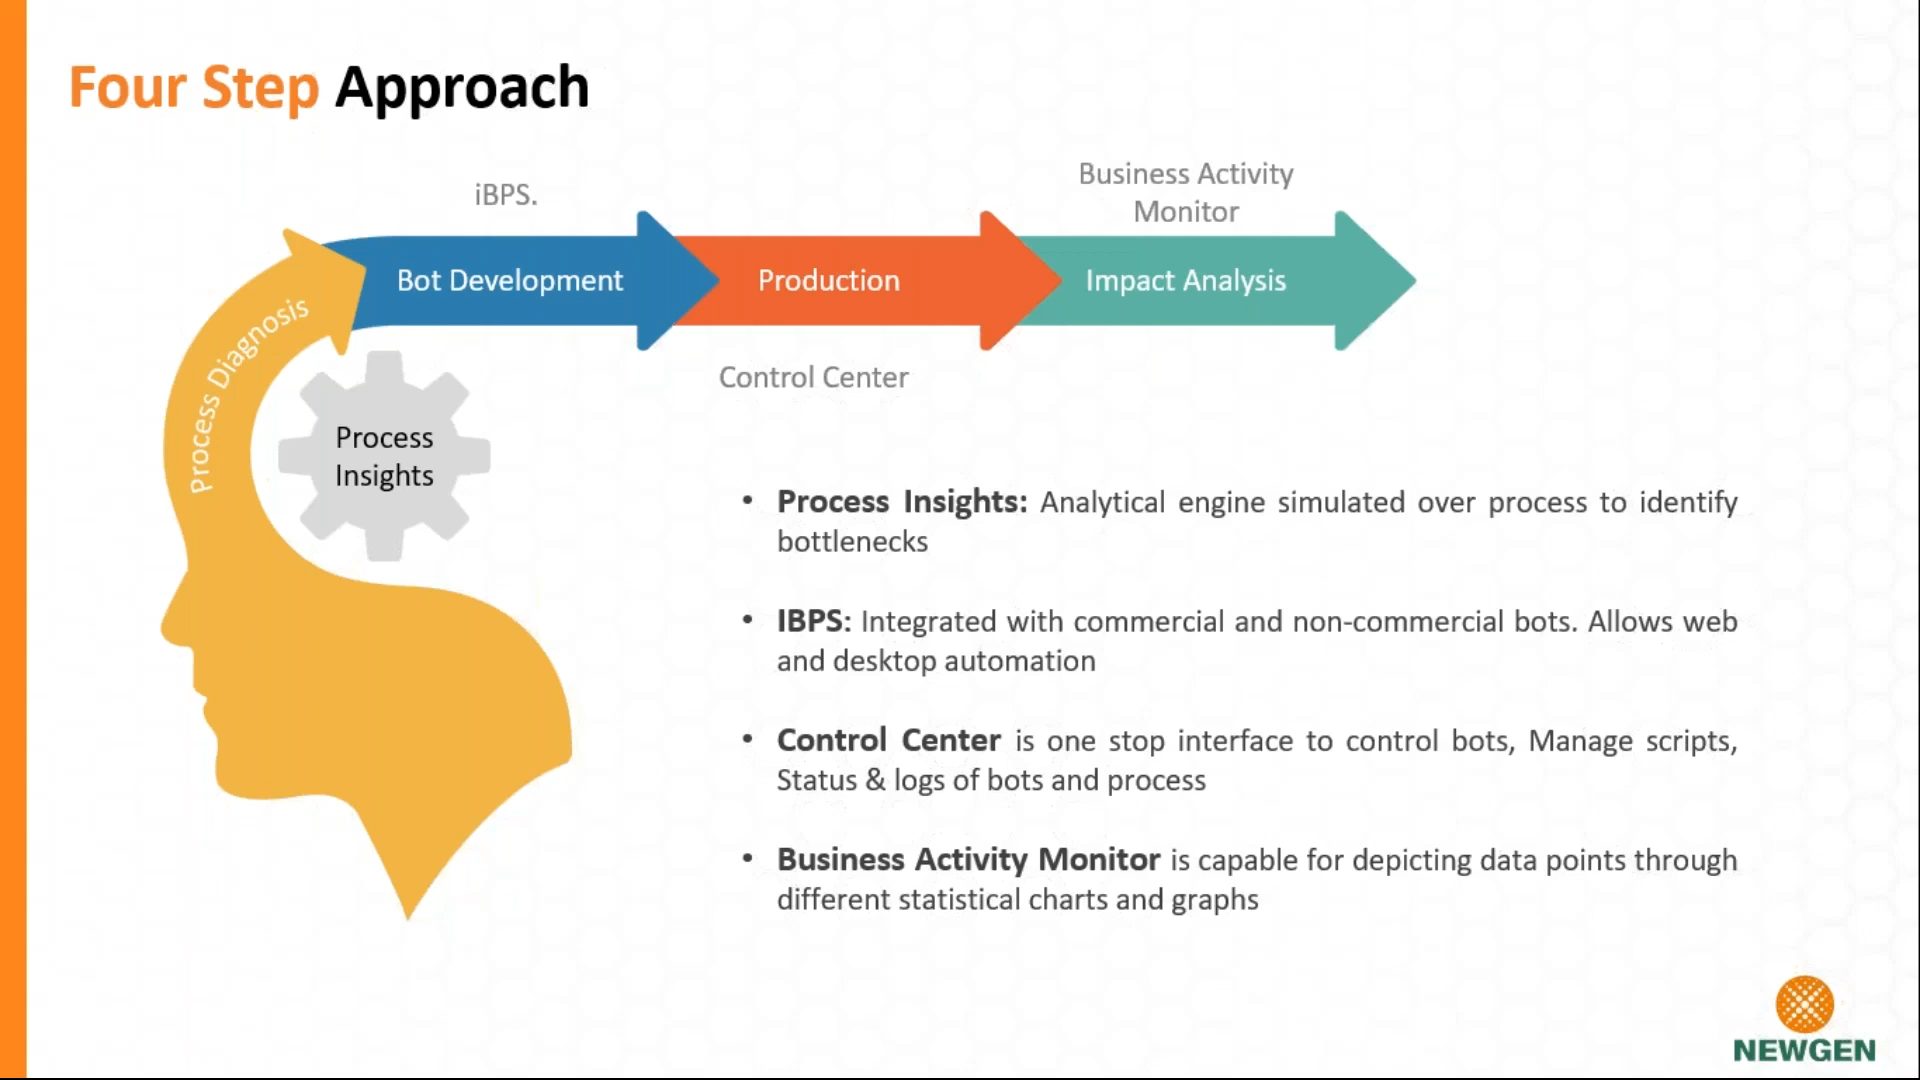 Four Step Approach
iBPS.
Business Activity
Monitor
Process Diagnosis
Bot Development
Production
Impact Analysis
Control Center
Process
Insights
• Process Insights: Analytical engine simulated over process to identify
bottlenecks
• IBPS: Integrated with commercial and non-commercial bots. Allows web
and desktop automation
• Control Center is one stop interface to control bots, Manage scripts,
Status & logs of bots and process
• Business Activity Monitor is capable for depicting data points through
different statistical charts and graphs
NEWGEN